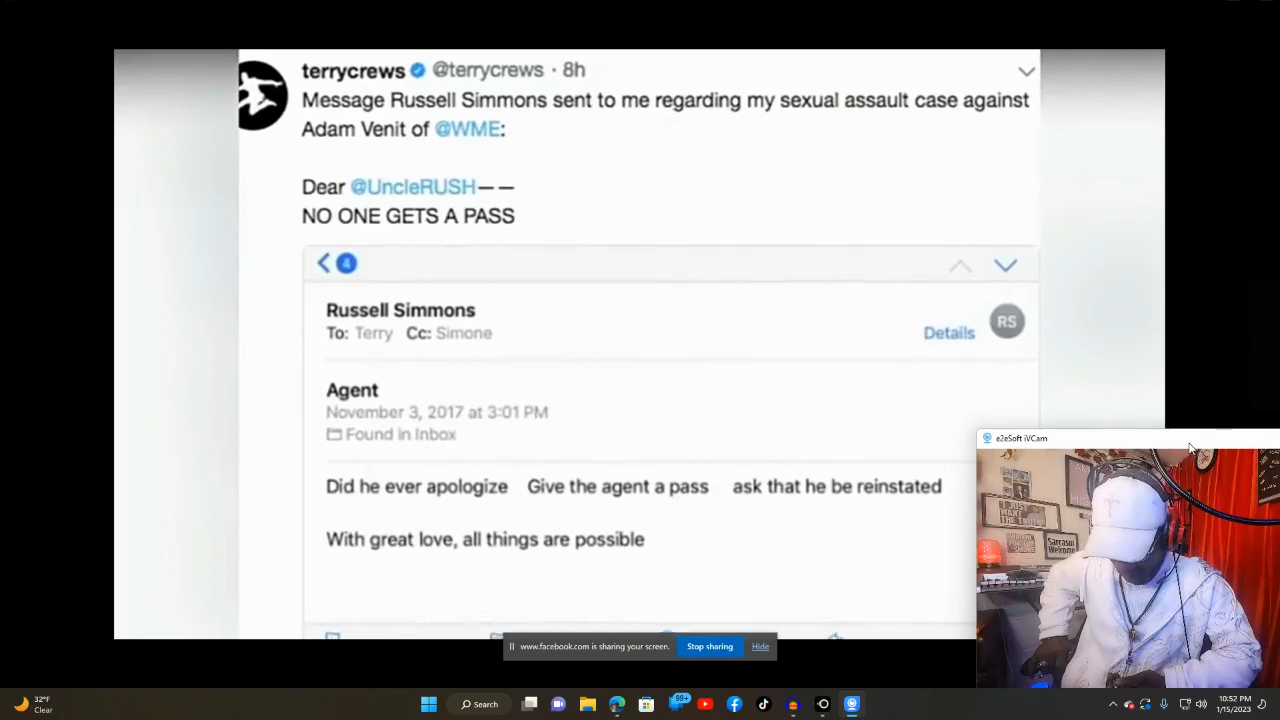 terrycrews @terrycrews · 8h
Message Russell Simmons sent to me regarding my sexual assault case against
Adam Venit of @WME:
Dear @UncleRUSH——
NO ONE GETS A PASS
4
Russell Simmons
To: Terry Cc: Simone
Details
RS
Agent
November 3, 2017 at 3:01 PM
Found in Inbox
Did he ever apologize Give the agent a pass ask that he be reinstated
With great love, all things are possible
e2eSoft iVCam
Sarcasm
Welcome
www.facebook.com is sharing your screen.
Stop sharing
Hide
32°F
Clear
Search
99+
10:52 PM
1/15/2023